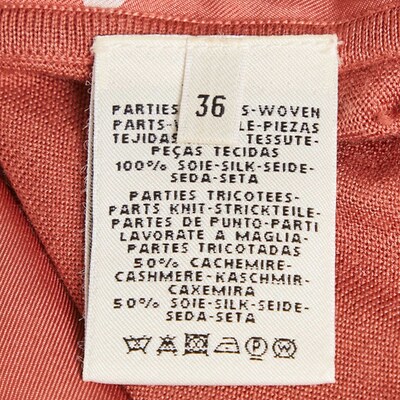 36
PARTIES S-WOVEN
PARTS- LE-PIEZAS
TEJIDAS TESSUTE-
PEÇAS TECIDAS
100% SOIE-SILK-SEIDE-
SEDA-SETA
PARTIES TRICOTEES-
PARTS KNIT-STRICKTEILE-
PARTES DE PUNTO-PARTI
LAVORATE A MAGLIA-
PARTES TRICOTADAS
50% CACHEMIRE-
CASHMERE-KASCHMIR-
CAXEMIRA
50% SOIE-SILK-SEIDE-
SEDA-SETA